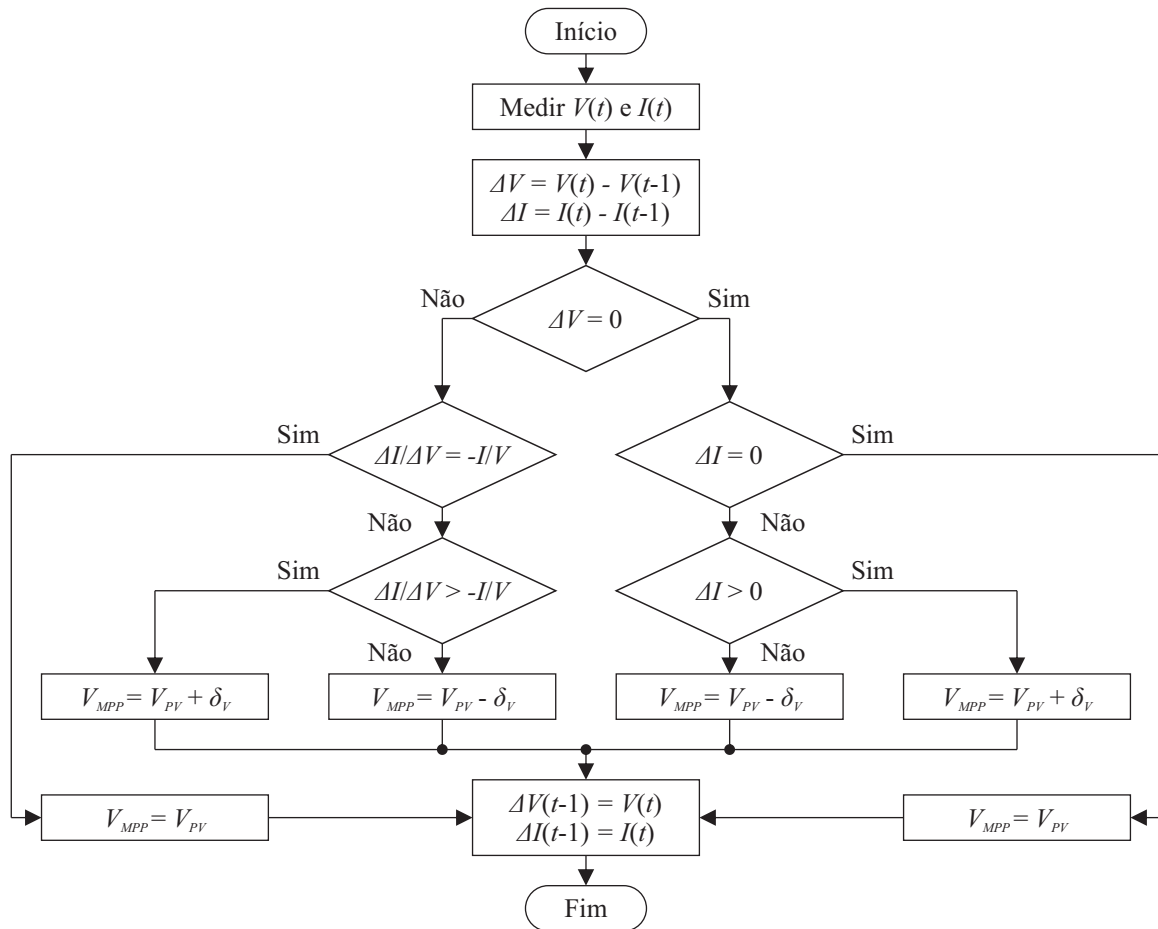 Início
Medir V(t) e I(t)
ΔV = V(t) - V(t-1)
ΔI = I(t) - I(t-1)
Não
Sim
ΔV = 0
Sim
ΔI/ΔV = -I/V
ΔI = 0
Sim
Não
Não
Sim
ΔI/ΔV > -I/V
ΔI > 0
Sim
Não
Não
V_MPP = V_PV + δ_V
V_MPP = V_PV - δ_V
V_MPP = V_PV - δ_V
V_MPP = V_PV + δ_V
V_MPP = V_PV
ΔV(t-1) = V(t)
ΔI(t-1) = I(t)
V_MPP = V_PV
Fim